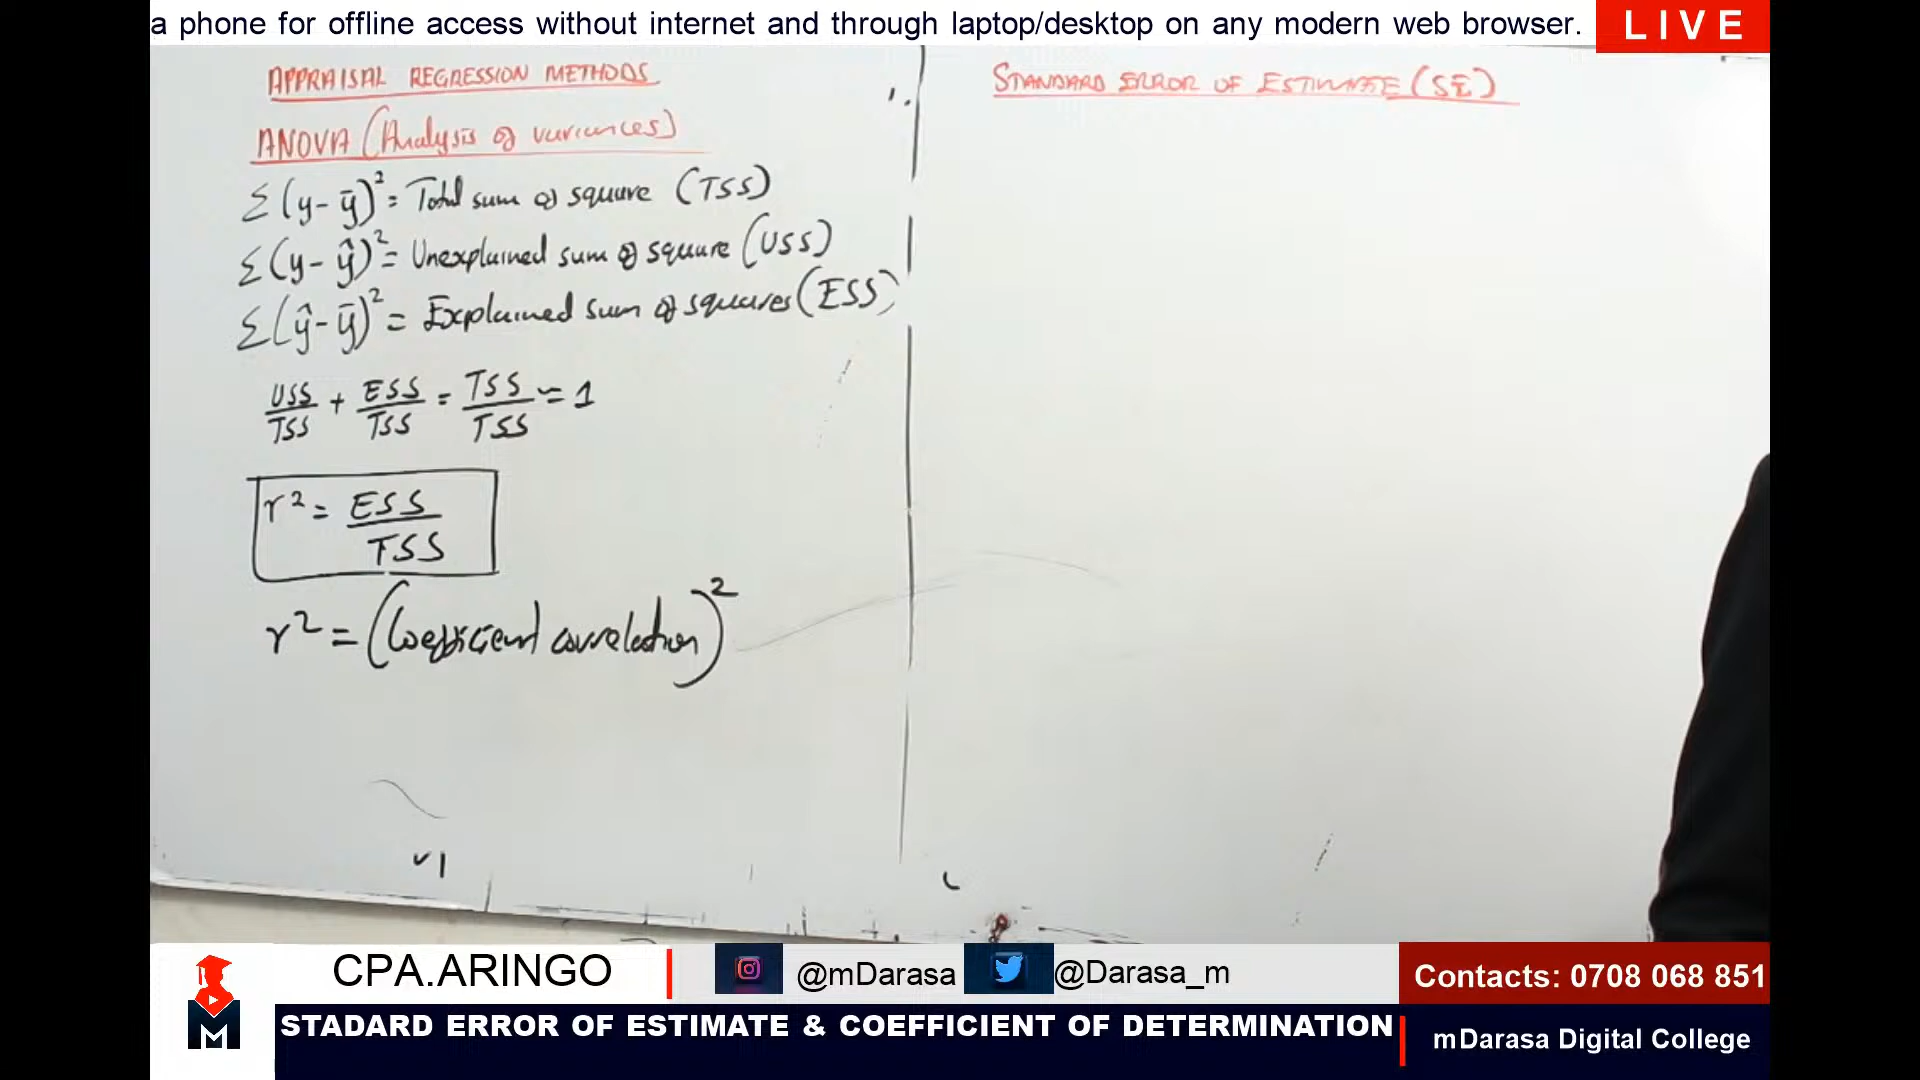 a phone for offline access without internet and through laptop/desktop on any modern web browser.
LIVE
APPRAISAL REGRESSION METHODS
ANOVA (Analysis of variances)
Σ(y-ȳ)²= Total sum of square (TSS)
Σ(y-ŷ)²= Unexplained sum of square (USS)
Σ(ŷ-ȳ)²= Explained sum of squares (ESS)
USS/TSS + ESS/TSS = TSS/TSS = 1
r² = ESS/TSS
r² = (Coefficient correlation)²
STANDARD ERROR OF ESTIMATE (SE)
CPA.ARINGO
@mDarasa
@Darasa_m
Contacts: 0708 068 851
M
STADARD ERROR OF ESTIMATE & COEFFICIENT OF DETERMINATION
mDarasa Digital College